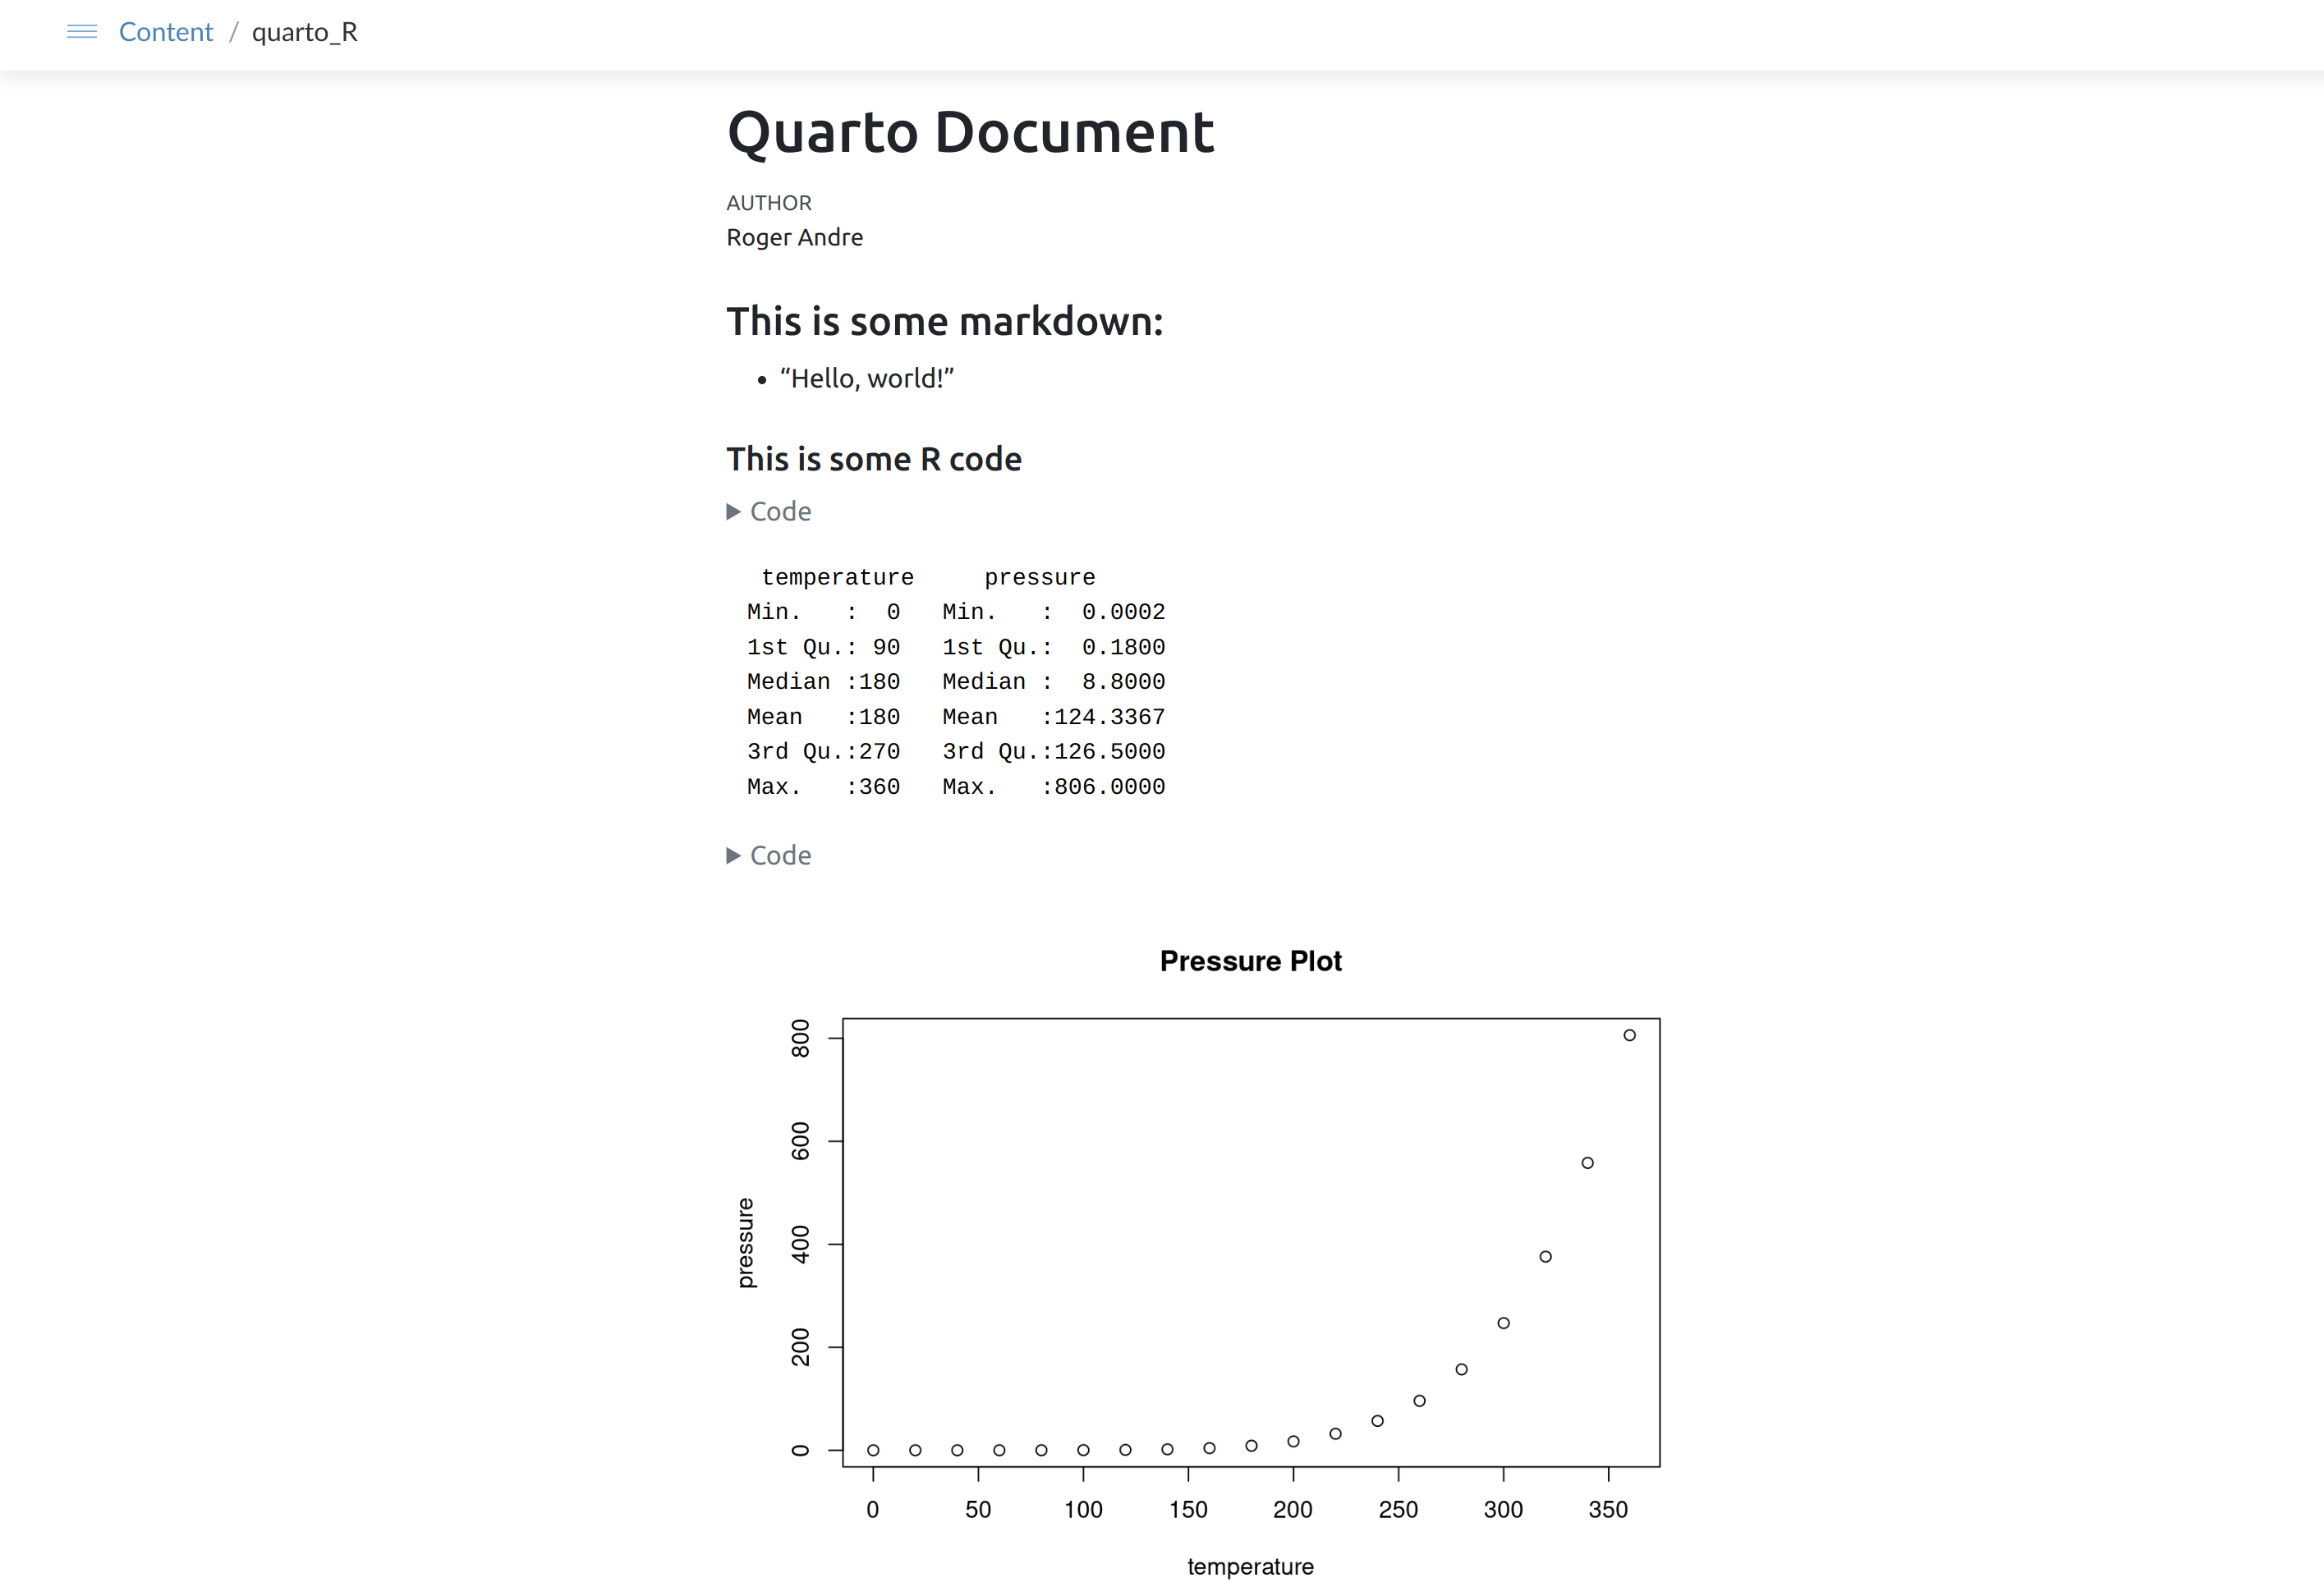 Content / quarto_R
Quarto Document
AUTHOR
Roger Andre
This is some markdown:
• “Hello, world!”
This is some R code
Code
temperature pressure
Min. : 0 Min. : 0.0002
1st Qu.: 90 1st Qu.: 0.1800
Median :180 Median : 8.8000
Mean :180 Mean :124.3367
3rd Qu.:270 3rd Qu.:126.5000
Max. :360 Max. :806.0000
Code
Pressure Plot
800
600
400
200
0
pressure
0 50 100 150 200 250 300 350
temperature